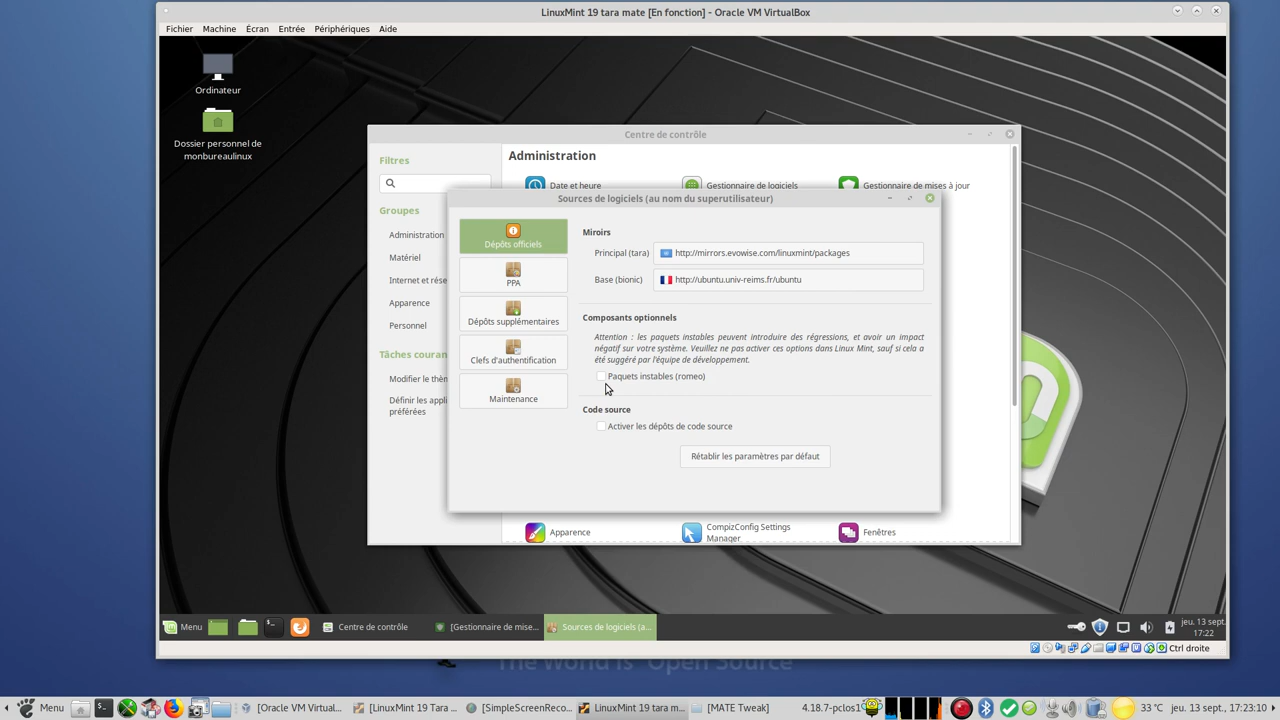 LinuxMint 19 tara mate [En fonction] - Oracle VM VirtualBox
Fichier Machine Écran Entrée Périphériques Aide
Ordinateur
Dossier personnel de
monbureaulinux
Centre de contrôle
Filtres
Groupes
Administration
Matériel
Internet et rése
Apparence
Personnel
Tâches couran
Modifier le thèn
Définir les appli
préférées
Administration
Date et heure
Gestionnaire de logiciels
Gestionnaire de mises à jour
Sources de logiciels (au nom du superutilisateur)
Dépôts officiels
PPA
Dépôts supplémentaires
Clefs d'authentification
Maintenance
Miroirs
Principal (tara) http://mirrors.evowise.com/linuxmint/packages
Base (bionic) http://ubuntu.univ-reims.fr/ubuntu
Composants optionnels
Attention : les paquets instables peuvent introduire des régressions, et avoir un impact
négatif sur votre système. Veuillez ne pas activer ces options dans Linux Mint, sauf si cela a
été suggéré par l'équipe de développement.
Paquets instables (romeo)
Code source
Activer les dépôts de code source
Rétablir les paramètres par défaut
Apparence
CompizConfig Settings
Manager
Fenêtres
Menu
Centre de contrôle
[Gestionnaire de mise...
Sources de logiciels (a...
jeu. 13 sept.
17:22
Ctrl droite
The World is 'Open Source'
Menu
[Oracle VM Virtual...
[LinuxMint 19 Tara ...
[SimpleScreenReco...
LinuxMint 19 tara m...
[MATE Tweak]
4.18.7-pclos1
33 °C
jeu. 13 sept., 17:23:10